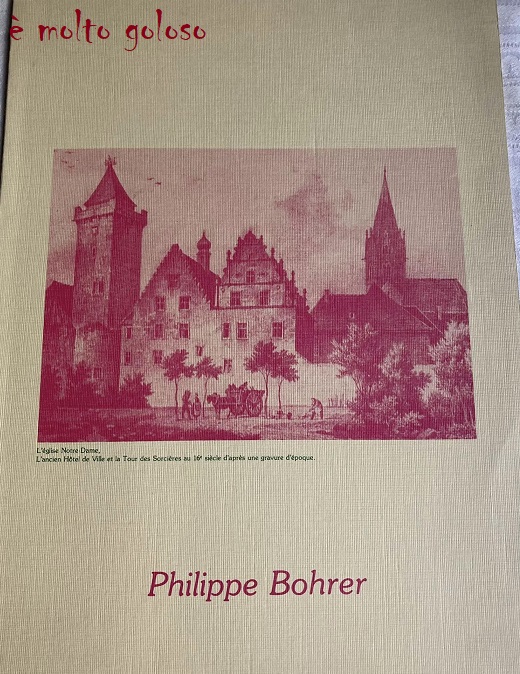 è molto goloso
L'église Notre-Dame,
L'ancien Hôtel de Ville et la Tour des Sorcières au 16e siècle d'après une gravure d'époque.
Philippe Bohrer